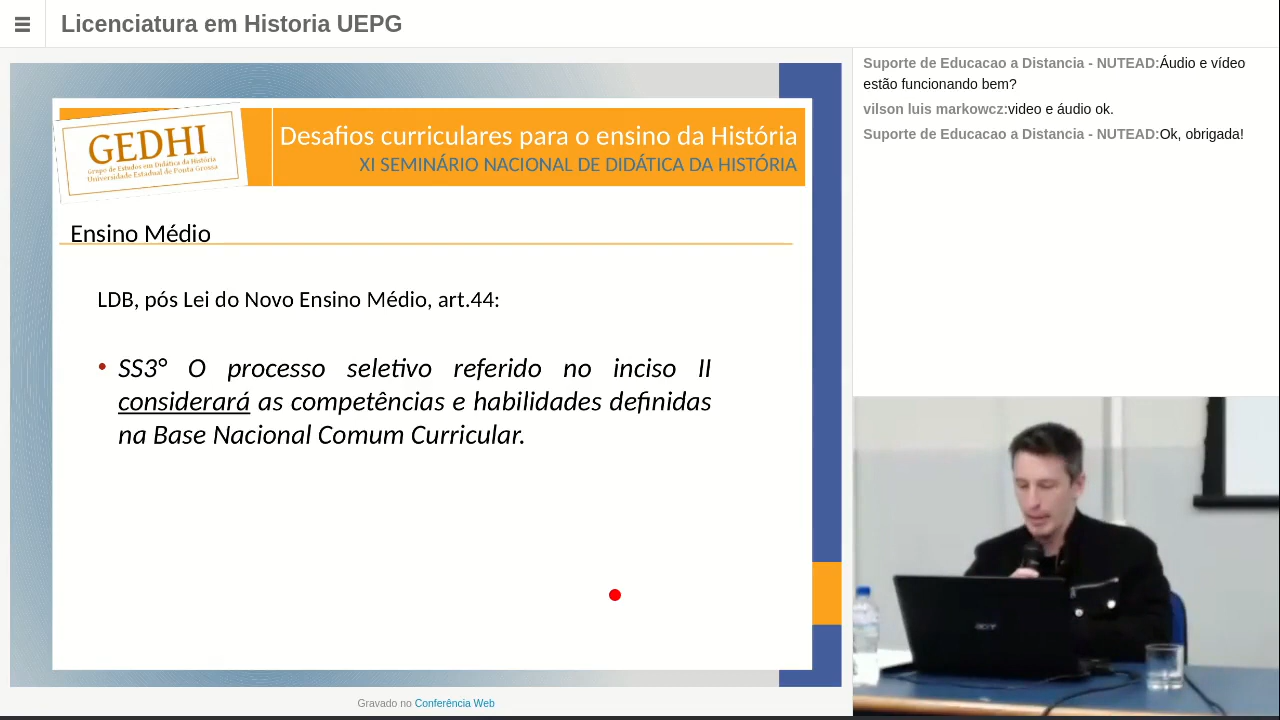 Licenciatura em Historia UEPG
GEDHI
Grupo de Estudos em Didática da História
Universidade Estadual de Ponta Grossa
Desafios curriculares para o ensino da História
XI SEMINÁRIO NACIONAL DE DIDÁTICA DA HISTÓRIA
Ensino Médio
LDB, pós Lei do Novo Ensino Médio, art.44:
• SS3° O processo seletivo referido no inciso II
considerará as competências e habilidades definidas
na Base Nacional Comum Curricular.
Gravado no Conferência Web
Suporte de Educacao a Distancia - NUTEAD:Áudio e vídeo
estão funcionando bem?
vilson luis markowcz:video e áudio ok.
Suporte de Educacao a Distancia - NUTEAD:Ok, obrigada!
acer